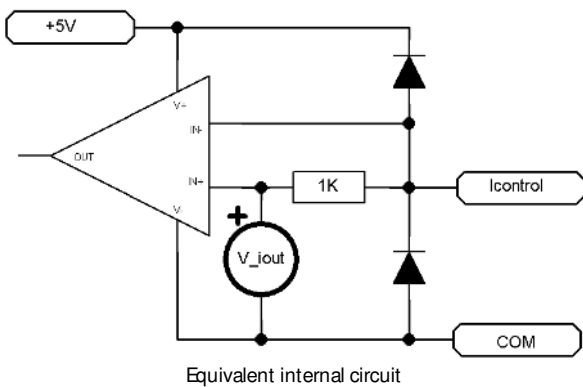 +5V
V+
IN-
OUT
IN+
1K
Icontrol
V-
+
V_iout
COM
Equivalent internal circuit